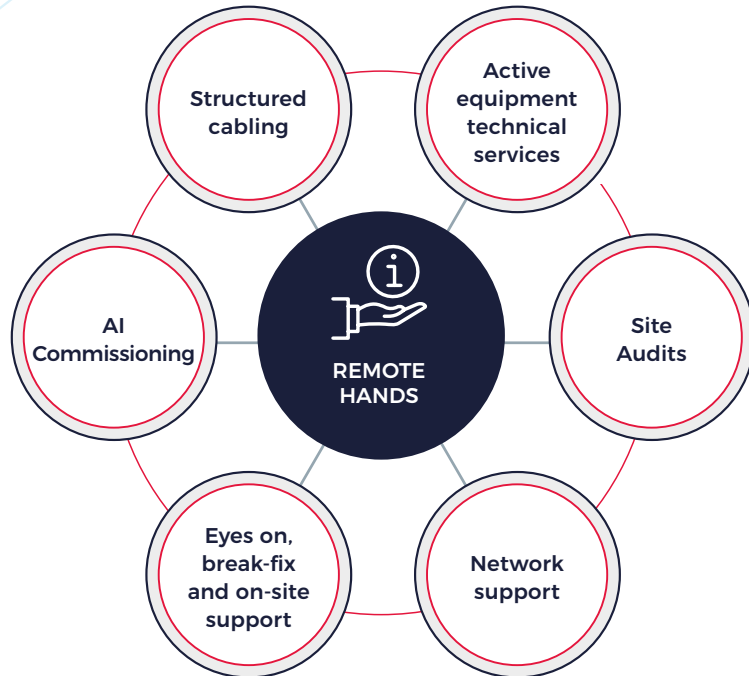 Structured
cabling
Active
equipment
technical
services
AI
Commissioning
REMOTE
HANDS
Site
Audits
Eyes on,
break-fix
and on-site
support
Network
support